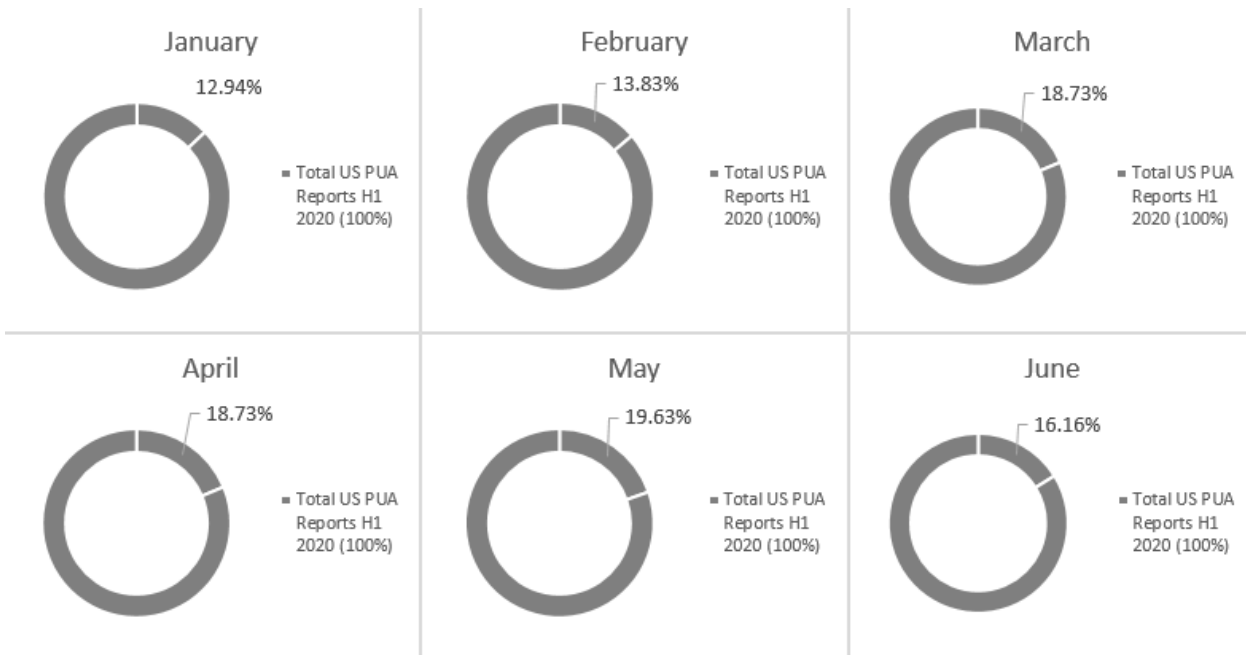 January
12.94%
Total US PUA
Reports H1
2020 (100%)
February
13.83%
Total US PUA
Reports H1
2020 (100%)
March
18.73%
Total US PUA
Reports H1
2020 (100%)
April
18.73%
Total US PUA
Reports H1
2020 (100%)
May
19.63%
Total US PUA
Reports H1
2020 (100%)
June
16.16%
Total US PUA
Reports H1
2020 (100%)